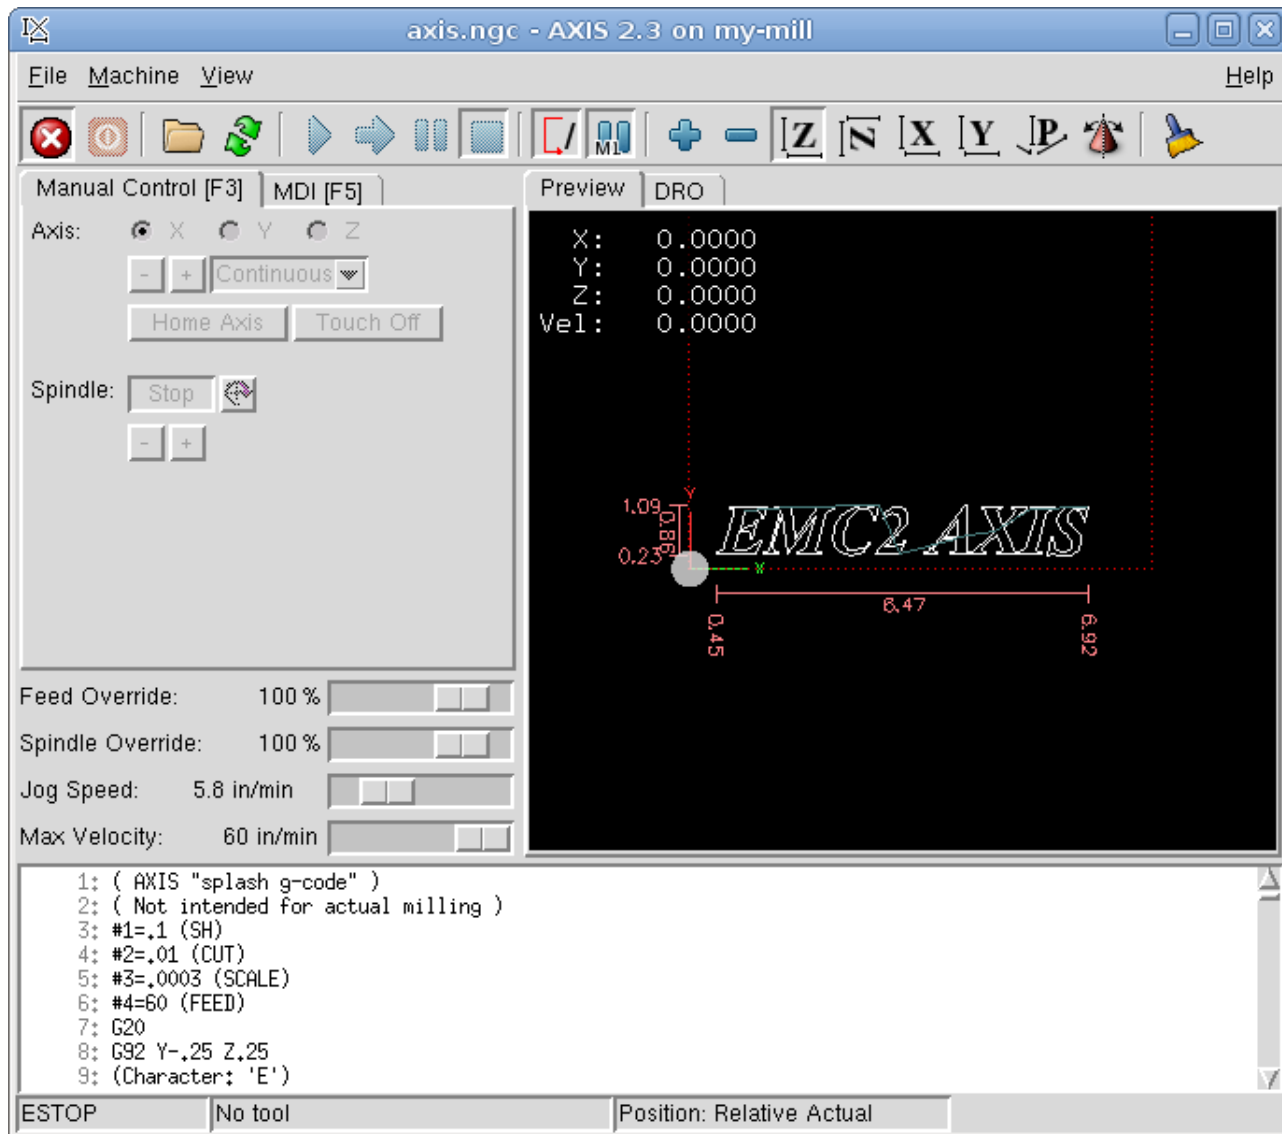 axis.ngc - AXIS 2.3 on my-mill
File Machine View Help
M1 Z N X Y P
Manual Control [F3] MDI [F5]
Preview DRO
Axis: X Y Z
- + Continuous
Home Axis Touch Off
Spindle: Stop
- +
X: 0.0000
Y: 0.0000
Z: 0.0000
Vel: 0.0000
Y
1.09
0.86
0.23
EMC2 AXIS
X
6.47
0.45
6.92
Feed Override: 100 %
Spindle Override: 100 %
Jog Speed: 5.8 in/min
Max Velocity: 60 in/min
1: ( AXIS "splash g-code" )
2: ( Not intended for actual milling )
3: #1=.1 (SH)
4: #2=.01 (CUT)
5: #3=.0003 (SCALE)
6: #4=60 (FEED)
7: G20
8: G92 Y-.25 Z.25
9: (Character: 'E')
ESTOP No tool Position: Relative Actual